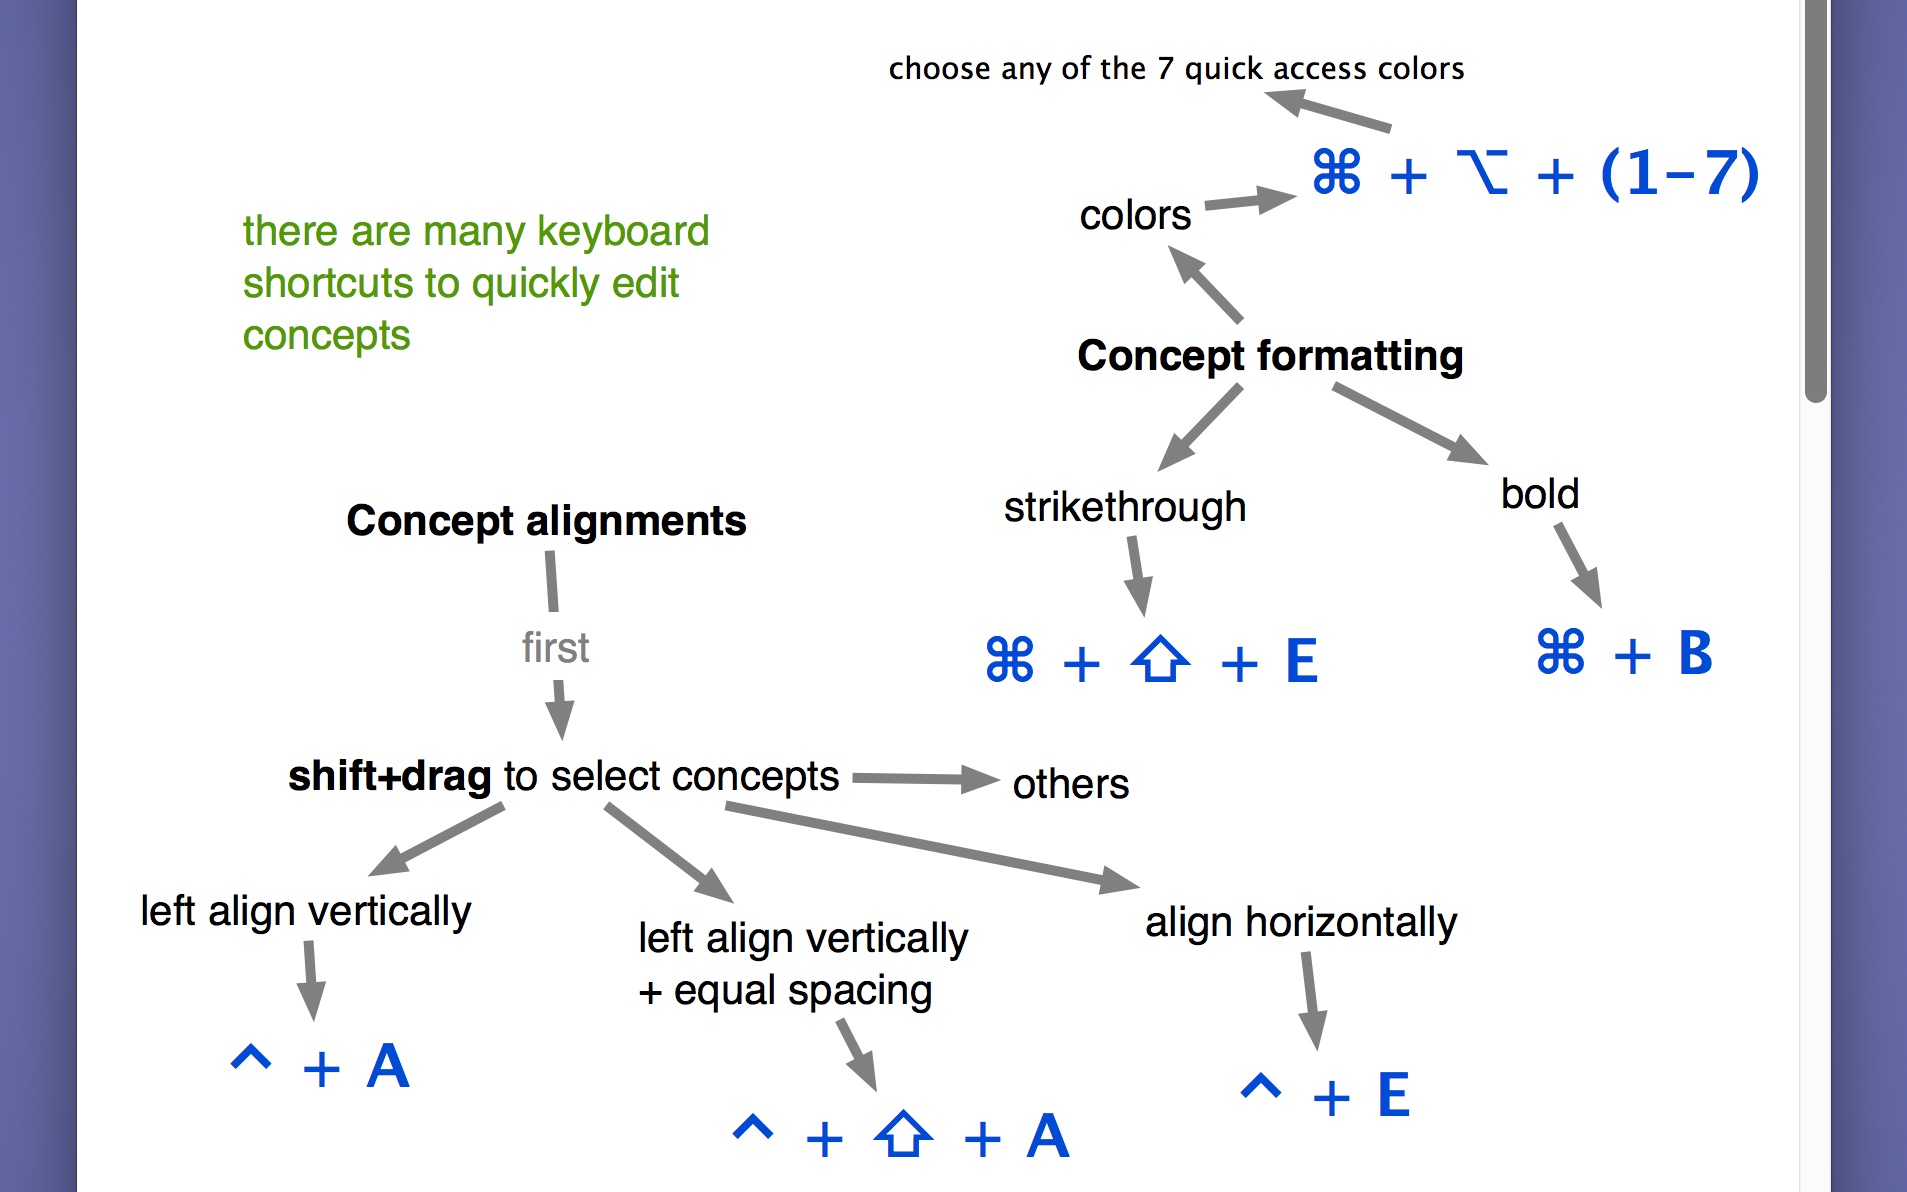 choose any of the 7 quick access colors
⌘ + ⌥ + (1-7)
colors
there are many keyboard
shortcuts to quickly edit
concepts
Concept formatting
strikethrough
bold
⌘ + ⇧ + E
⌘ + B
Concept alignments
first
shift+drag to select concepts
others
left align vertically
left align vertically
+ equal spacing
align horizontally
^ + A
^ + ⇧ + A
^ + E